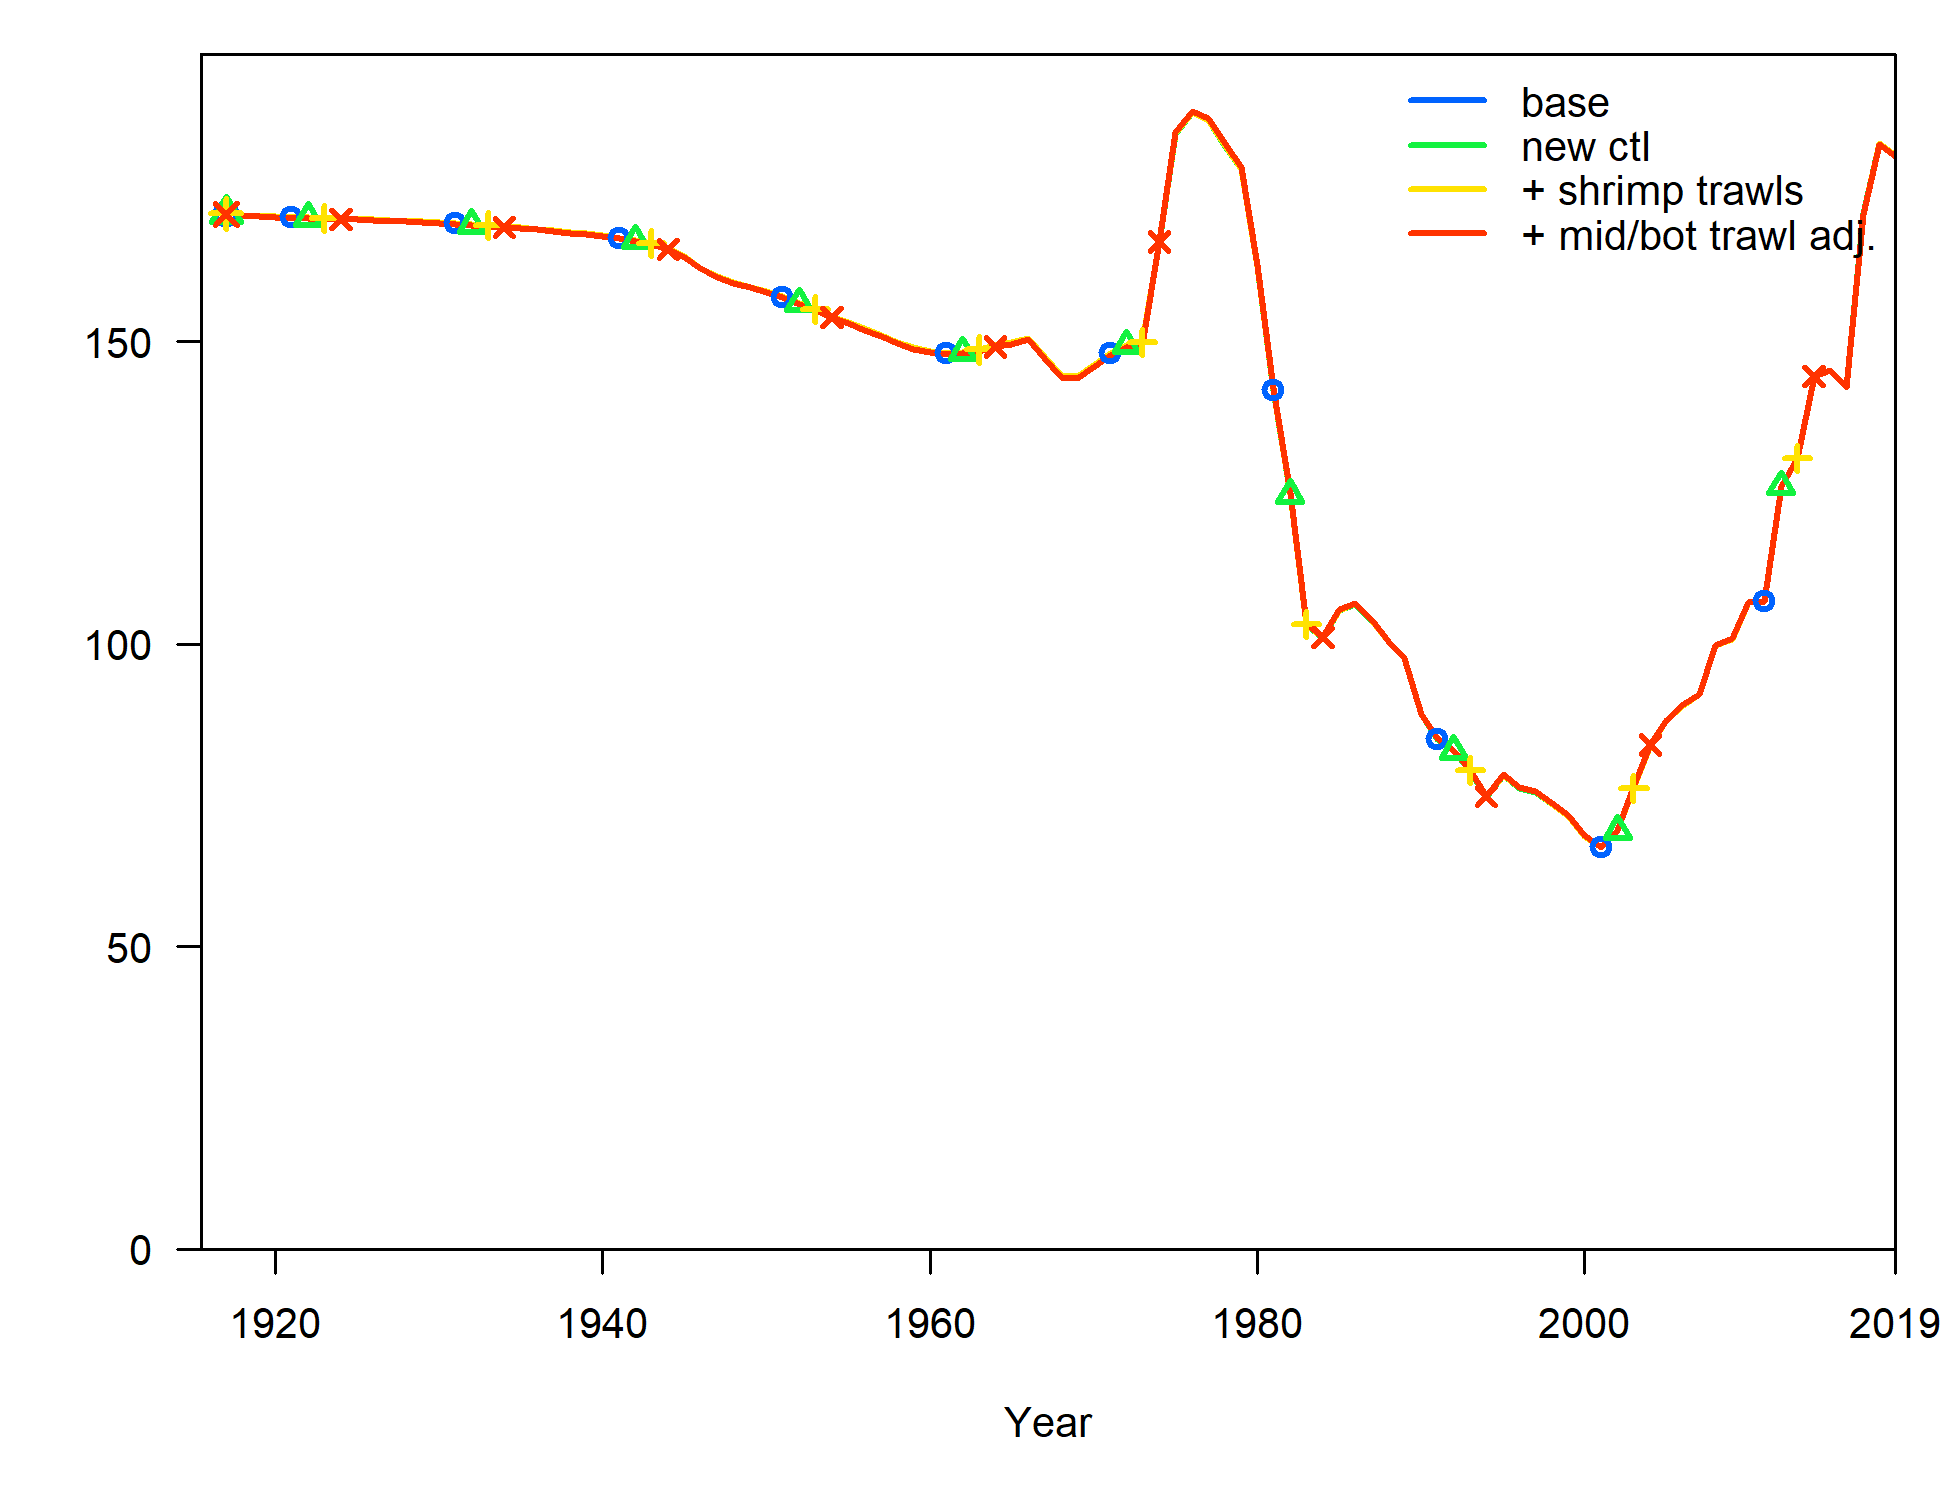 base
new ctl
+ shrimp trawls
+ mid/bot trawl adj.
150
100
50
0
1920 1940 1960 1980 2000 2019
Year